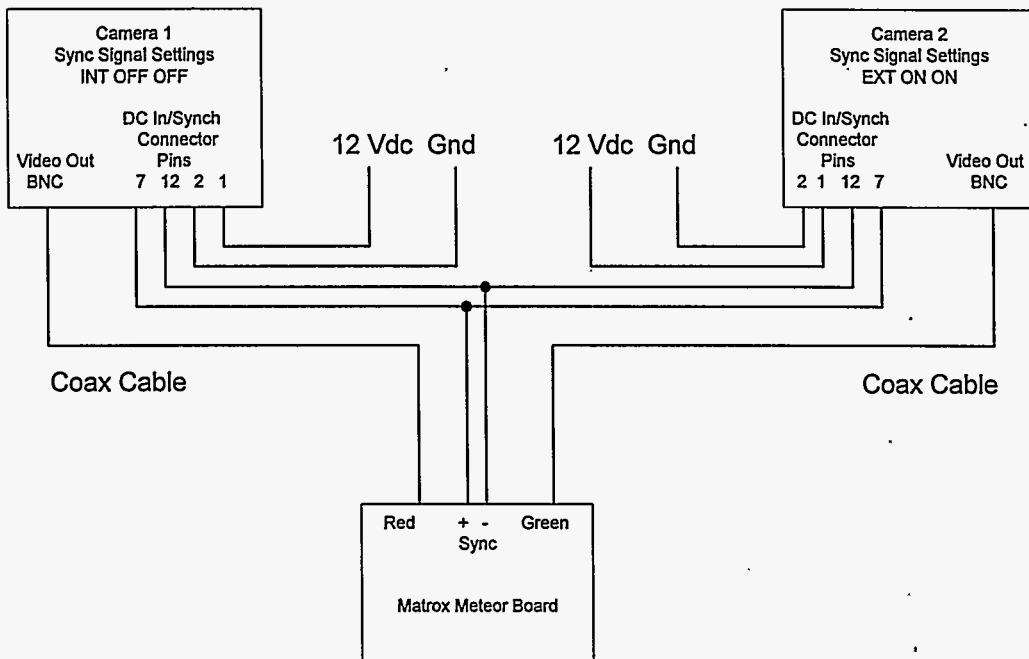 Camera 1
Sync Signal Settings
INT OFF OFF
DC In/Synch
Connector
Pins
Video Out
BNC
7 12 2 1
12 Vdc Gnd
12 Vdc Gnd
Camera 2
Sync Signal Settings
EXT ON ON
DC In/Synch
Connector
Pins
2 1 12 7
Video Out
BNC
Coax Cable
Coax Cable
Red
+ -
Sync
Green
Matrox Meteor Board